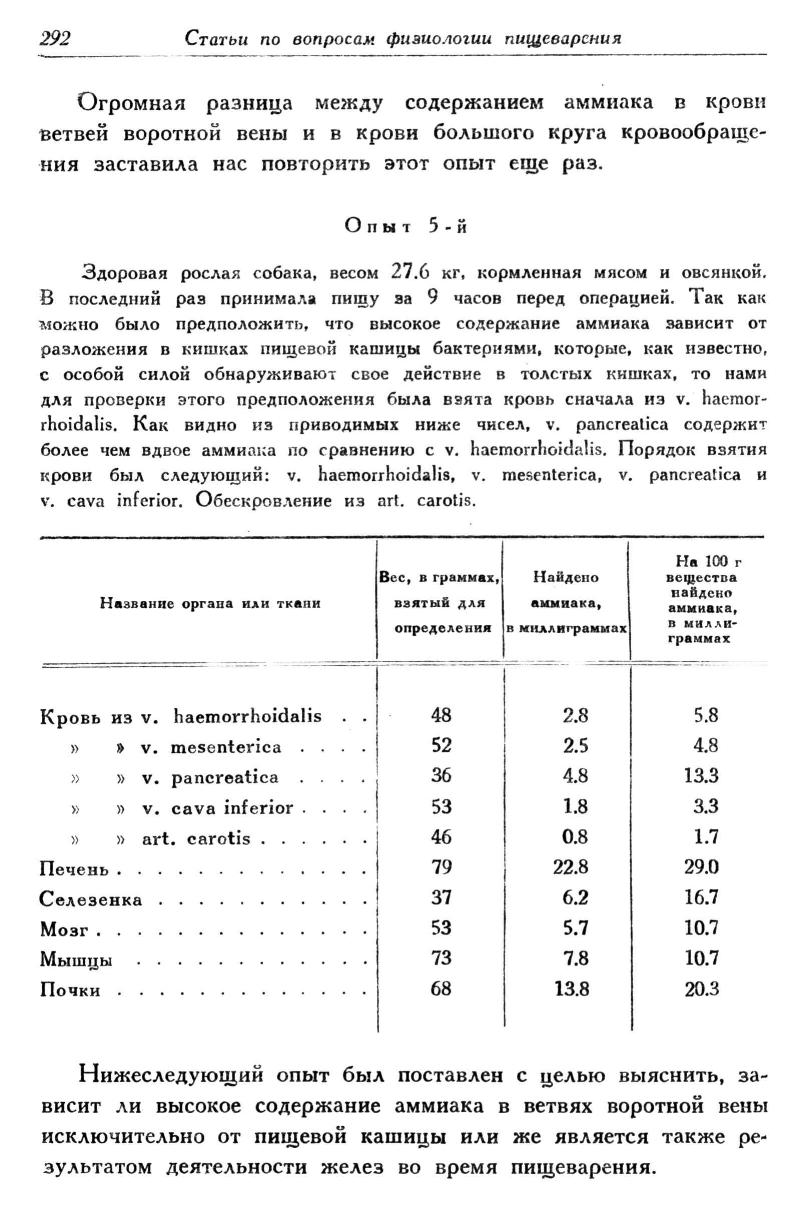 292 Статьи по вопросам физиологии пищеварения
Огромная разница между содержанием аммиака в крови
ветвей воротной вены и в крови большого круга кровообраще-
ния заставила нас повторить этот опыт еще раз.
Опыт 5-й
Здоровая рослая собака, весом 27.6 кг, кормленная мясом и овсянкой.
В последний раз принимала пищу за 9 часов перед операцией. Так как
можно было предположить, что высокое содержание аммиака зависит от
разложения в кишках пищевой кашицы бактериями, которые, как известно,
с особой силой обнаруживают свое действие в толстых кишках, то нами
для проверки этого предположения была взята кровь сначала из v. haemor-
rhoidalis. Как видно из приводимых ниже чисел, v. pancreatica содержит
более чем вдвое аммиака по сравнению с v. haemorrhoidalis. Порядок взятия
крови был следующий: v. haemorrhoidalis, v. mesenterica, v. pancreatica и
v. cava inferior. Обескровление из art. carotis.
Название органа или ткани
Вес, в граммах,
взятый для
определения
Найдено
аммиака,
в миллиграммах
На 100 г
вещества
найдено
аммиака,
в милли-
граммах
Кровь из v. haemorrhoidalis . . 48 2.8 5.8
» » v. mesenterica . . . . 52 2.5 4.8
» » v. pancreatica . . . . 36 4.8 13.3
» » v. cava inferior . . . . 53 1.8 3.3
» » art. carotis . . . . . . 46 0.8 1.7
Печень . . . . . . . . . . . . . 79 22.8 29.0
Селезенка . . . . . . . . . . . 37 6.2 16.7
Мозг . . . . . . . . . . . . . . 53 5.7 10.7
Мышцы . . . . . . . . . . . . 73 7.8 10.7
Почки . . . . . . . . . . . . . 68 13.8 20.3
Нижеследующий опыт был поставлен с целью выяснить, за-
висит ли высокое содержание аммиака в ветвях воротной вены
исключительно от пищевой кашицы или же является также ре-
зультатом деятельности желез во время пищеварения.